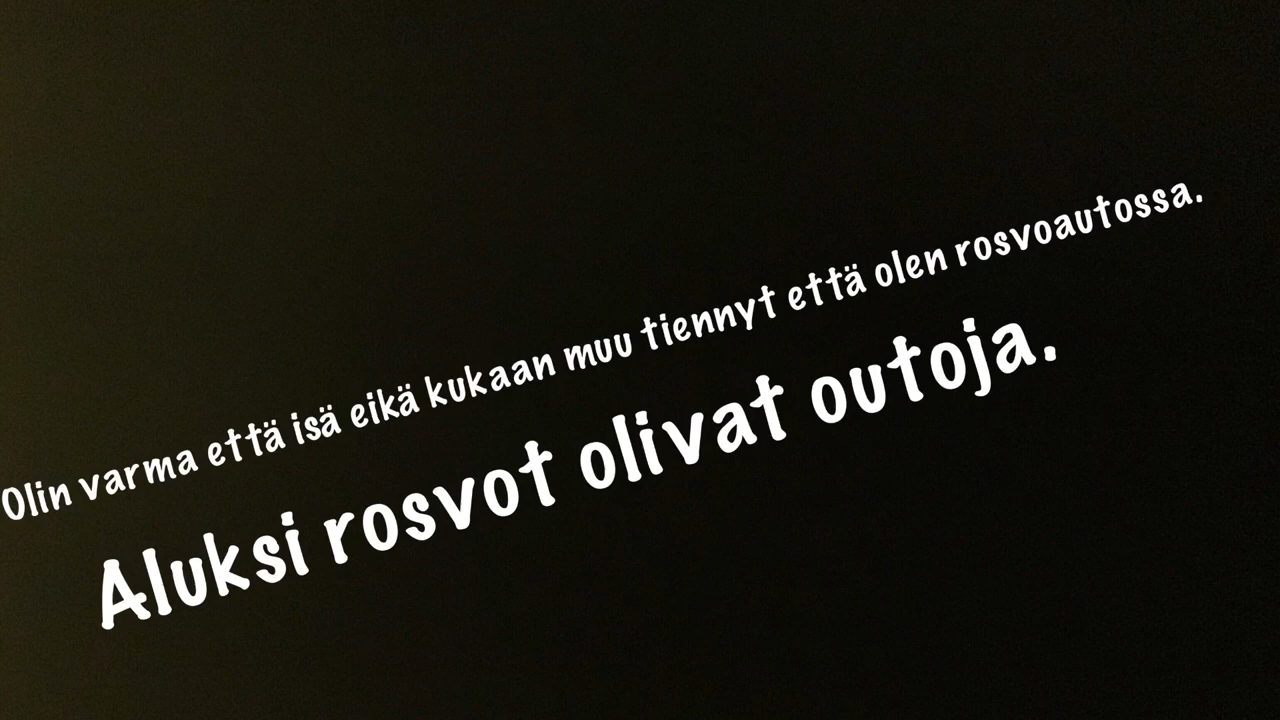 Olin varma että isä eikä kukaan muu tiennyt että olen rosvoautossa.
Aluksi rosvot olivat outoja.